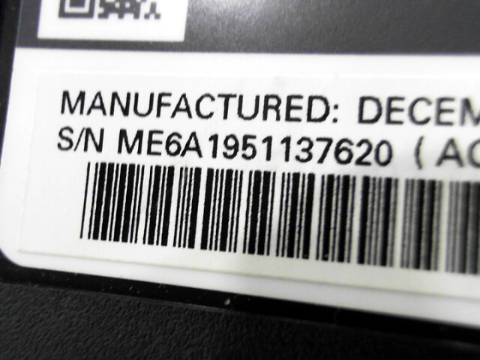 MANUFACTURED: DECEM
S/N ME6A1951137620 (AC